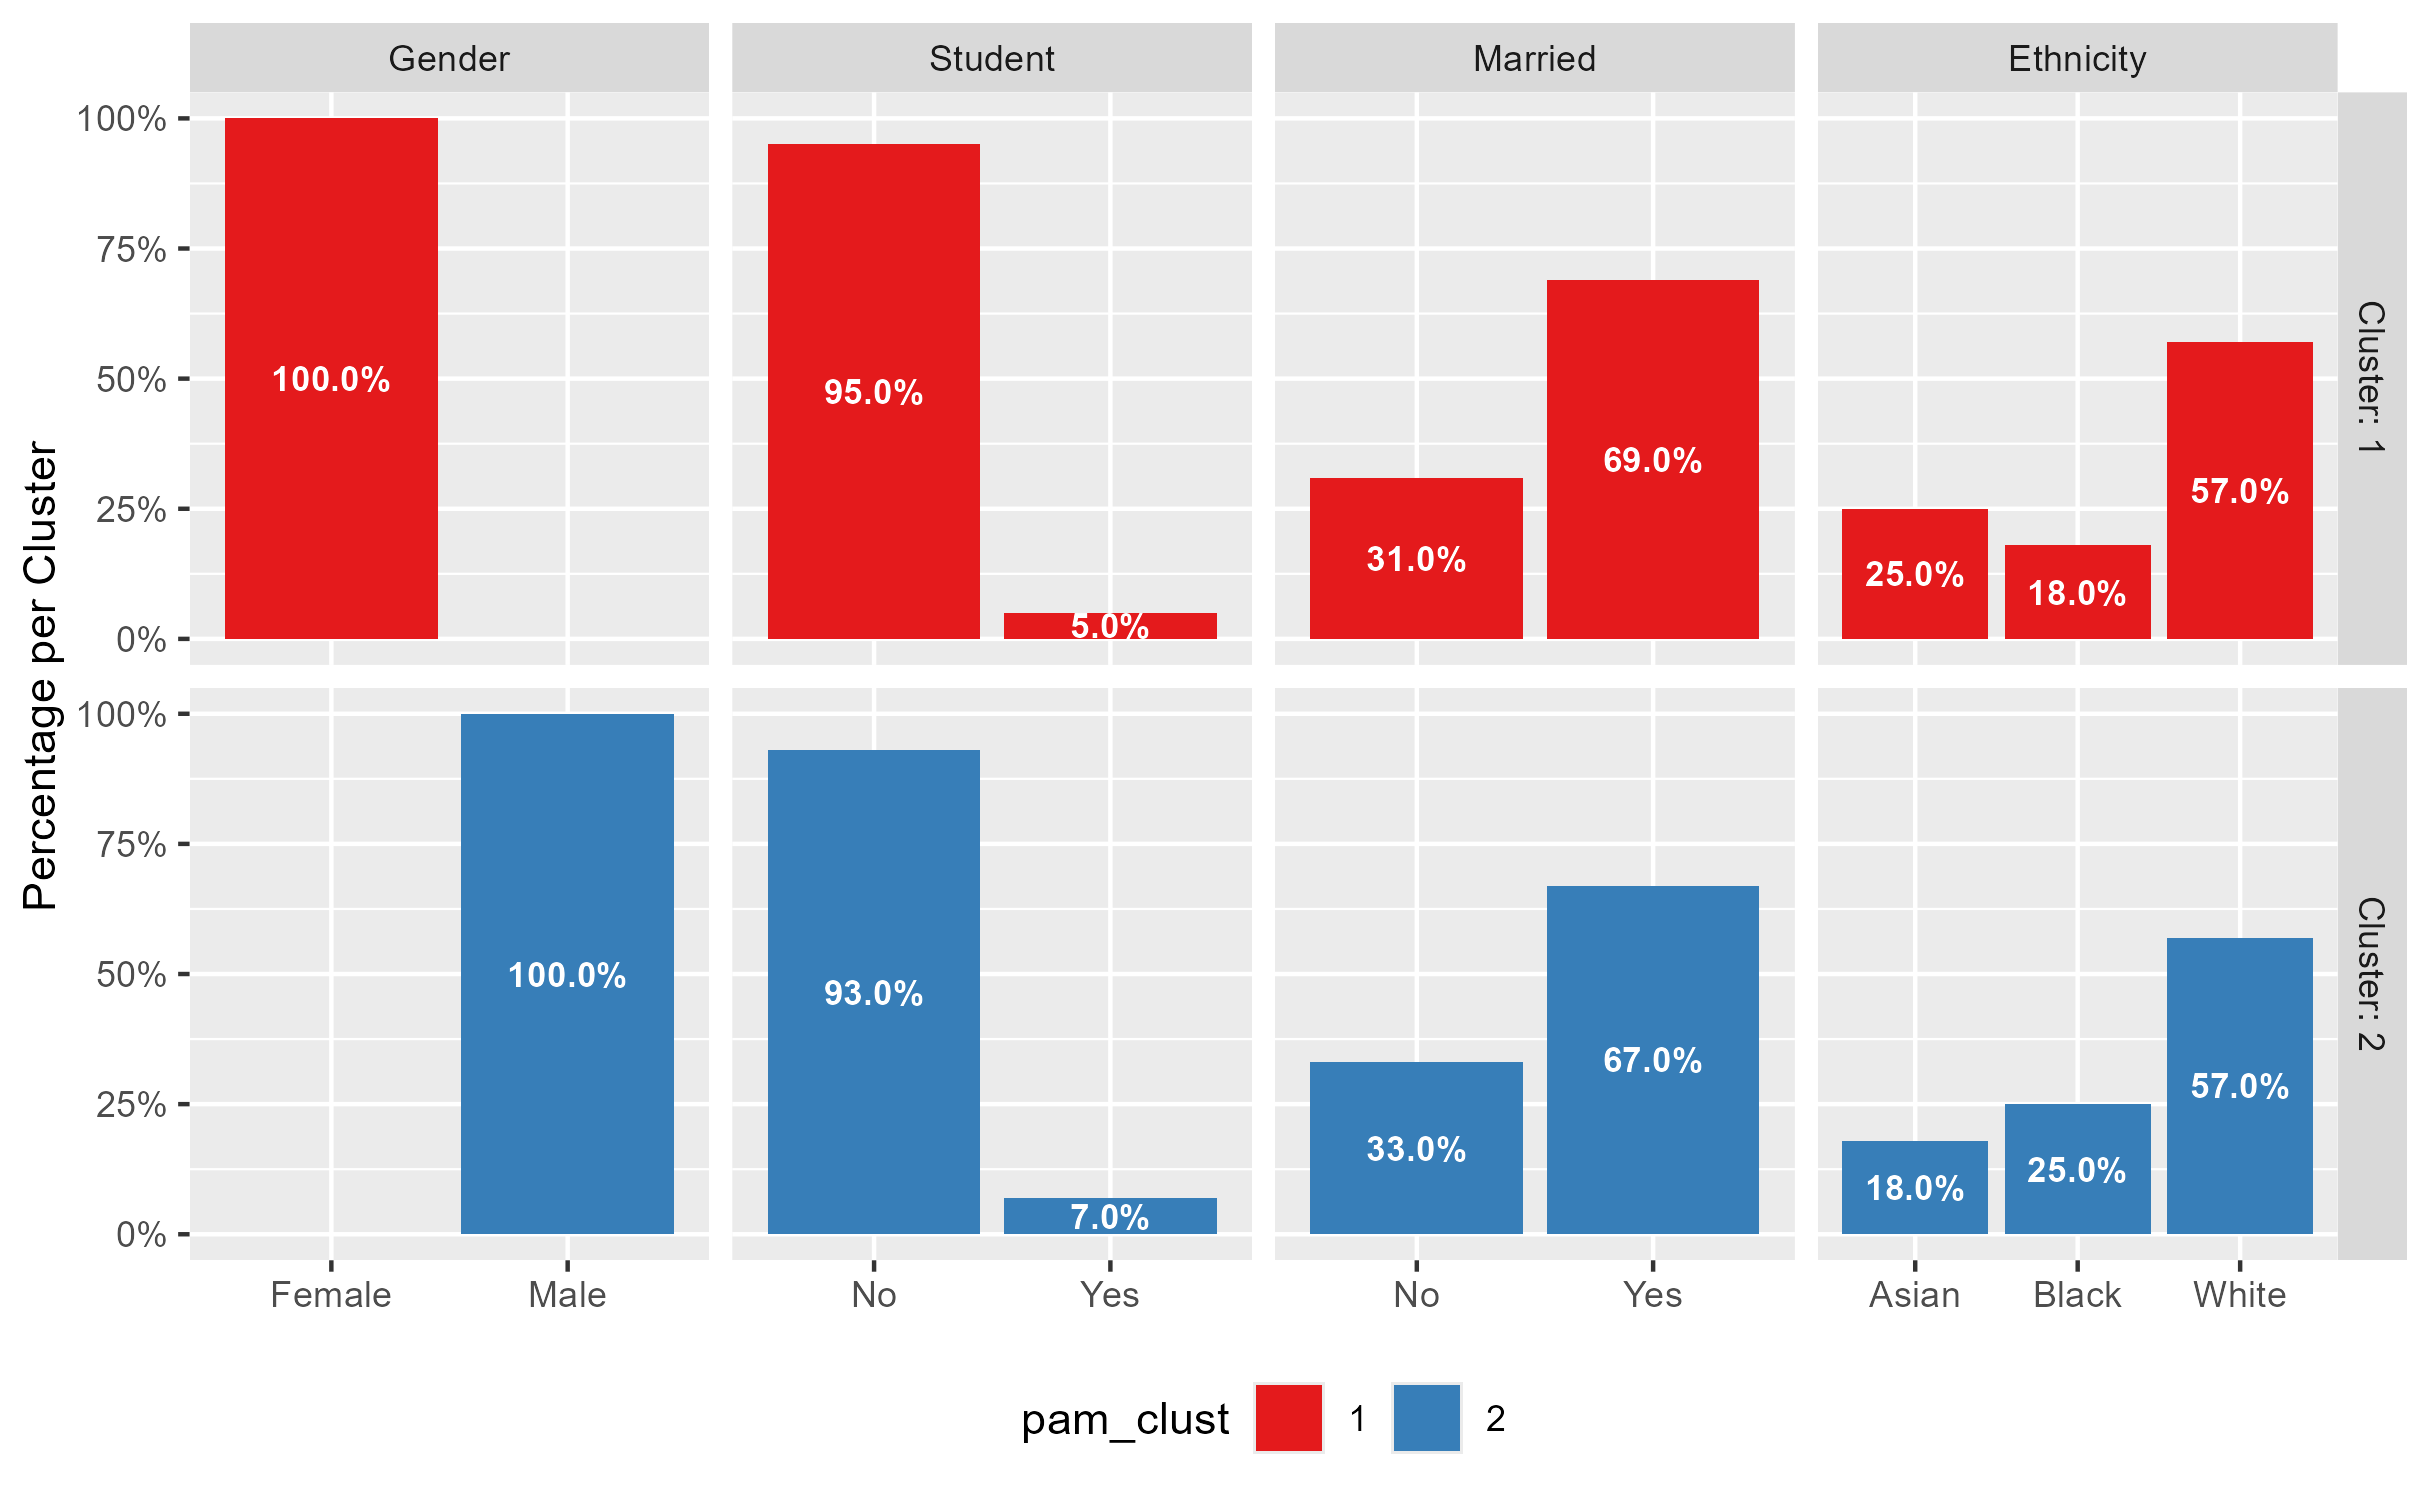 Gender
Student
Married
Ethnicity
Percentage per Cluster
100%
75%
50%
25%
0%
100.0%
95.0%
5.0%
31.0%
69.0%
25.0%
18.0%
57.0%
Cluster: 1
100%
75%
50%
25%
0%
100.0%
93.0%
7.0%
33.0%
67.0%
18.0%
25.0%
57.0%
Cluster: 2
Female
Male
No
Yes
No
Yes
Asian
Black
White
pam_clust
1
2